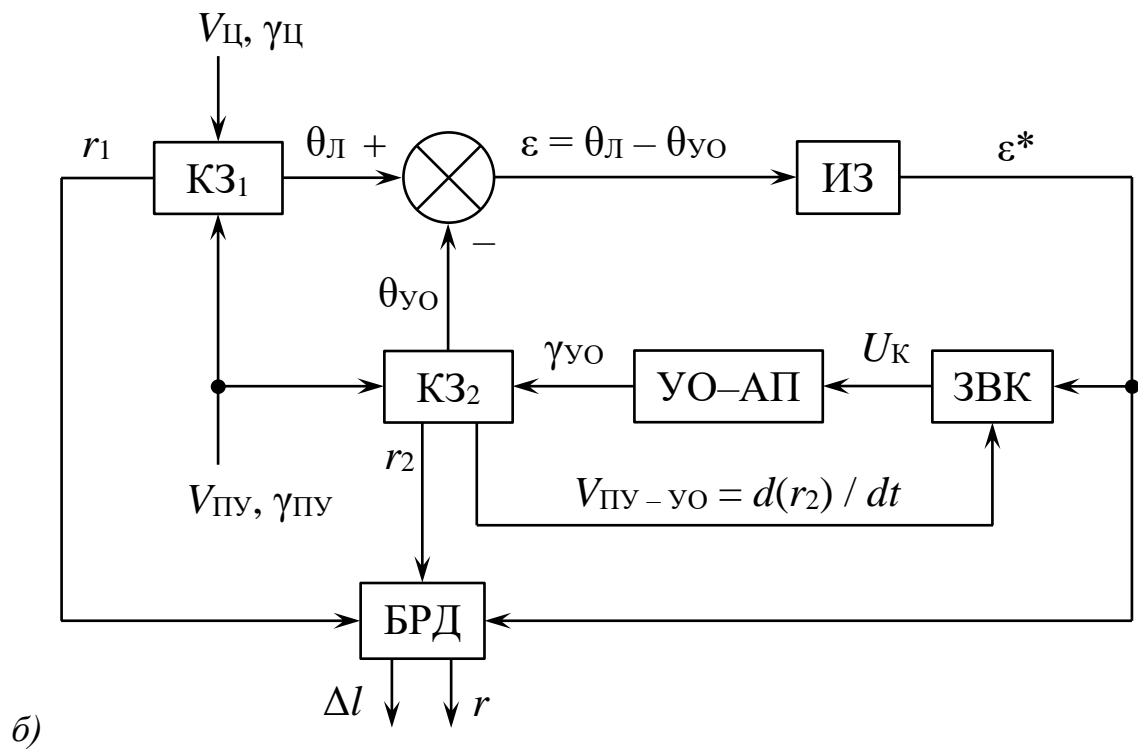 V_Ц, γ_Ц
r₁
КЗ₁
θ_Л +
ε = θ_Л – θ_УО
ИЗ
ε*
–
θ_УО
КЗ₂
γ_УО
УО–АП
U_К
ЗВК
r₂
V_ПУ, γ_ПУ
V_ПУ – УО = d(r₂) / dt
БРД
Δl
r
б)